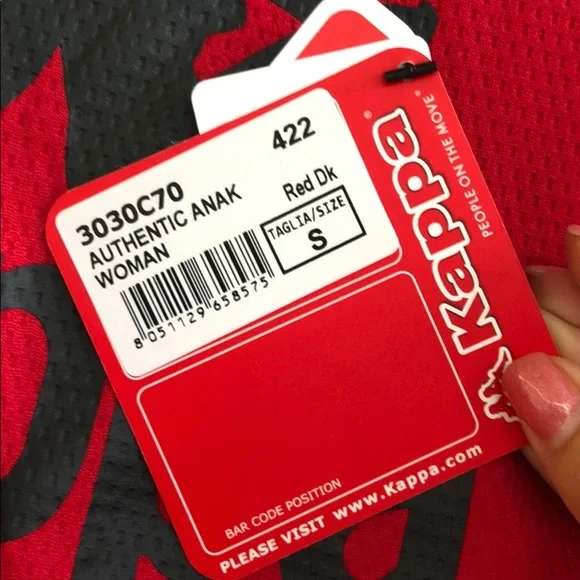 3030C70
422
AUTHENTIC ANAK
Red Dk
WOMAN
TAGLIA/SIZE
S
8 051129 658575
Kappa®
PEOPLE ON THE MOVE®
BAR CODE POSITION
PLEASE VISIT www.Kappa.com